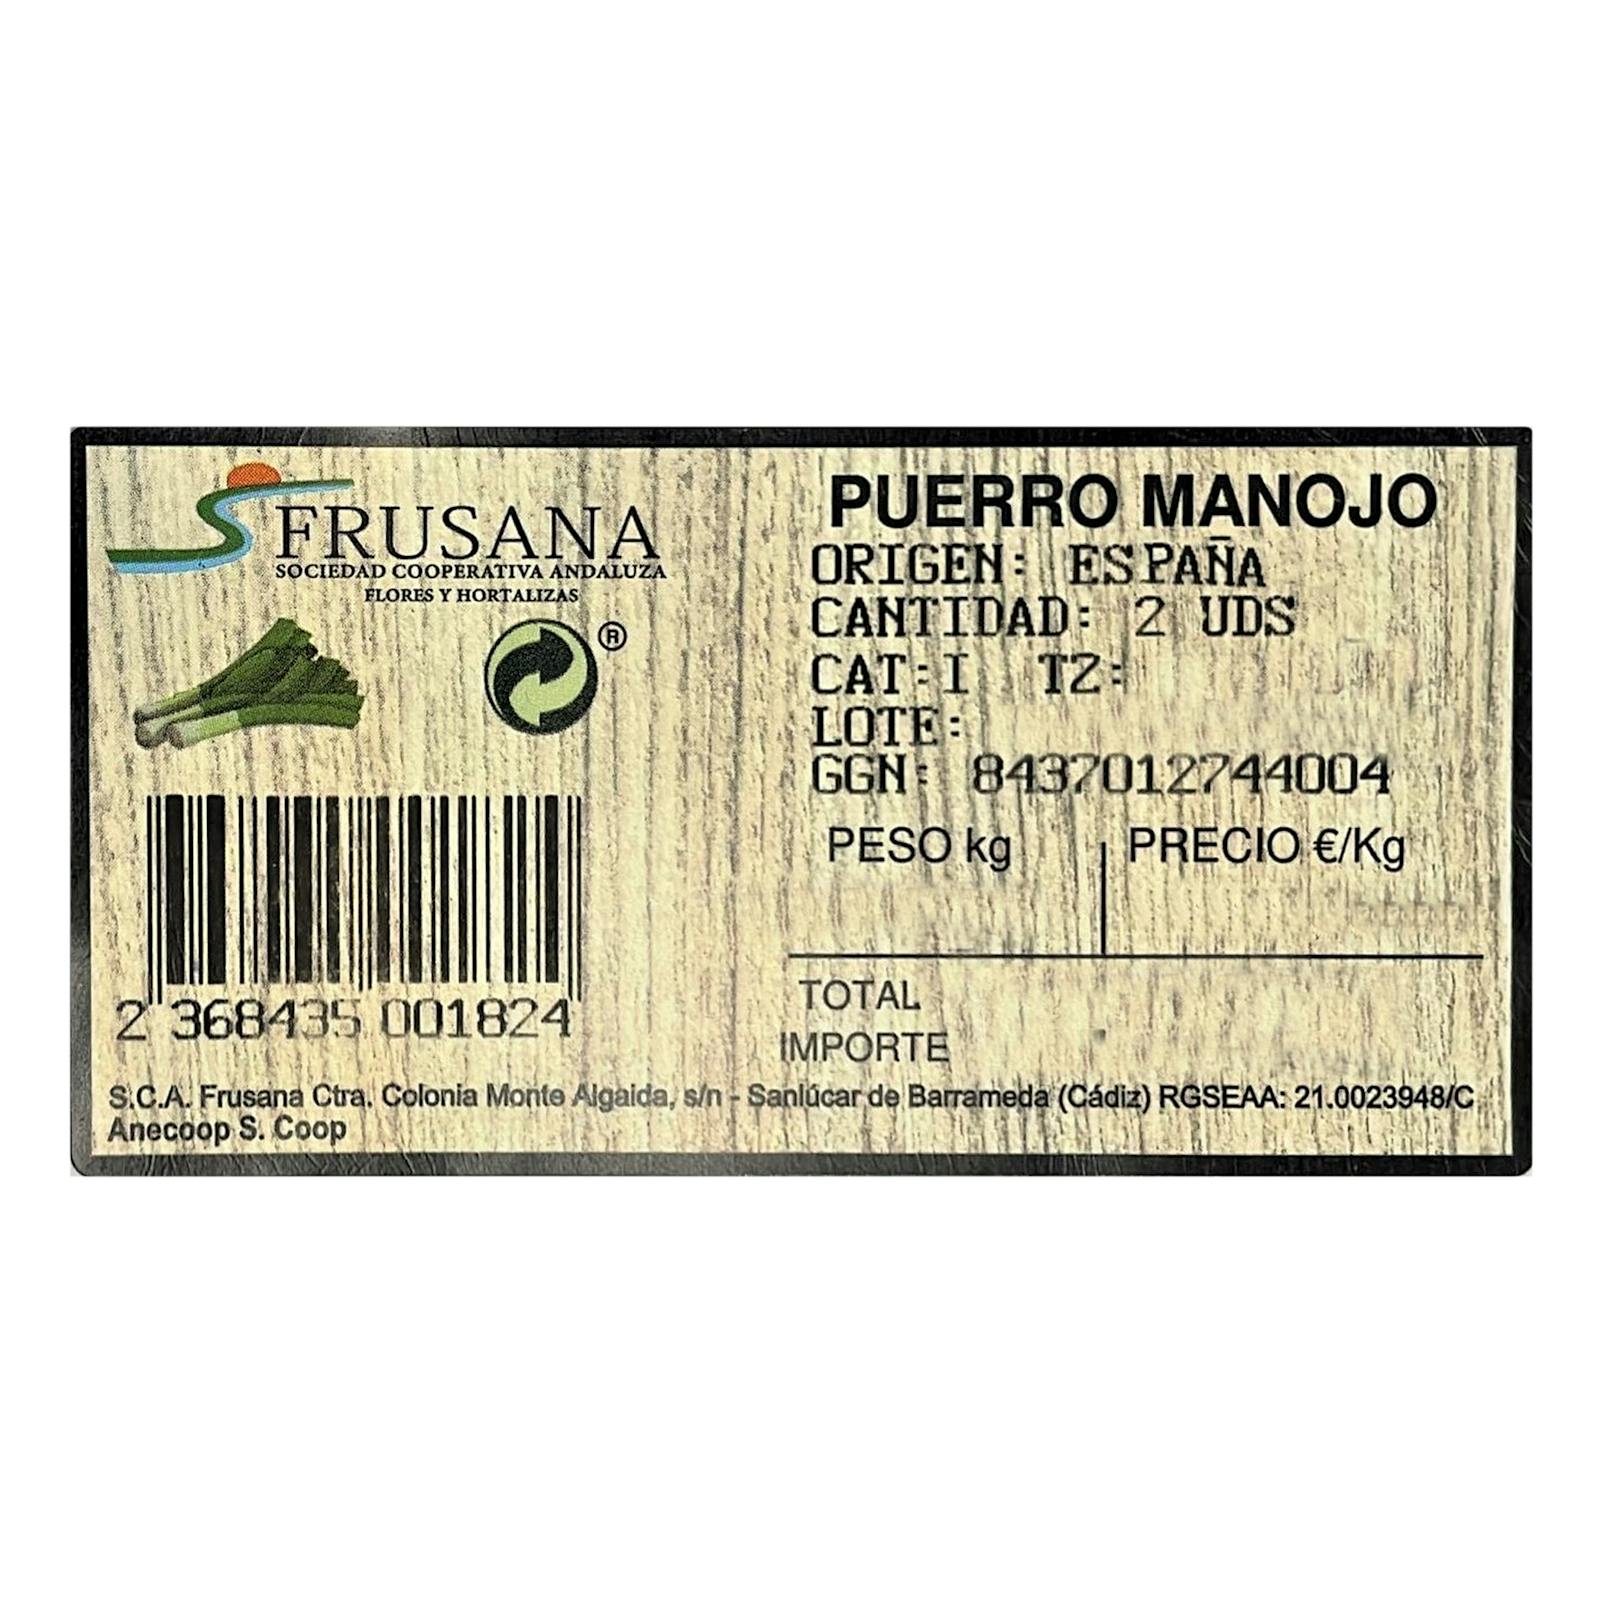 FRUSANA
SOCIEDAD COOPERATIVA ANDALUZA
FLORES Y HORTALIZAS
®
2 368435 001824
PUERRO MANOJO
ORIGEN: ESPAÑA
CANTIDAD: 2 UDS
CAT:I TZ:
LOTE:
GGN: 8437012744004
PESO kg PRECIO €/Kg
TOTAL
IMPORTE
S.C.A. Frusana Ctra. Colonia Monte Algaida, s/n - Sanlúcar de Barrameda (Cádiz) RGSEAA: 21.0023948/C
Anecoop S. Coop